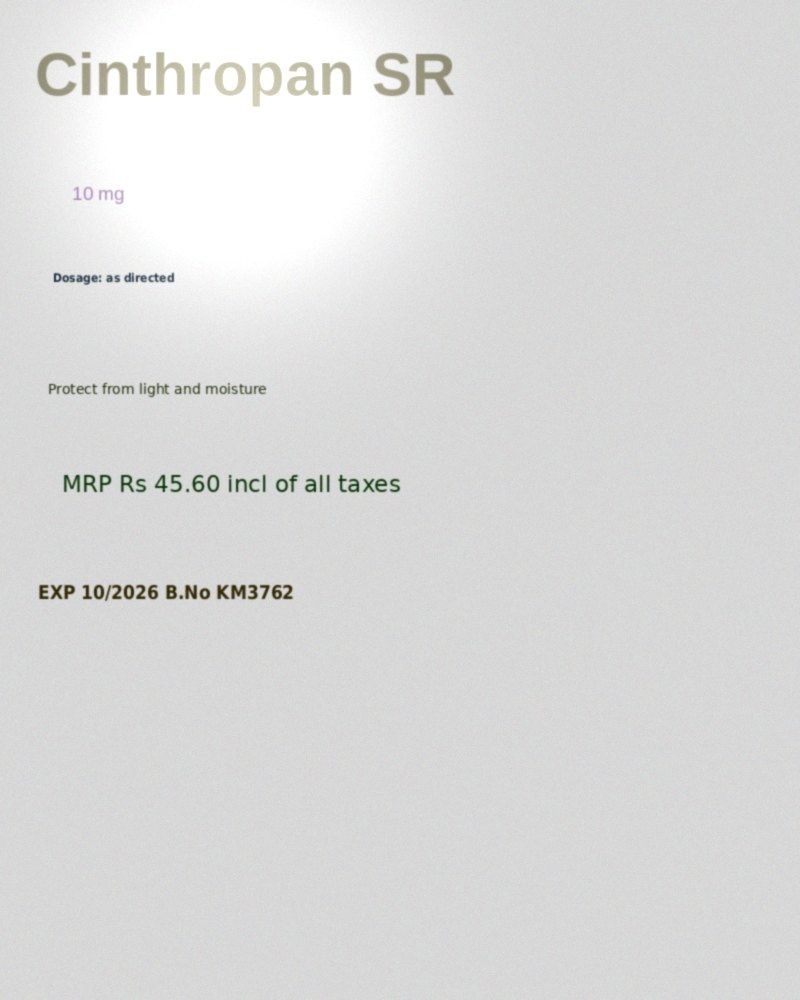 Cinthropan SR
10 mg
Dosage: as directed
Protect from light and moisture
MRP Rs 45.60 incl of all taxes
EXP 10/2026 B.No KM3762